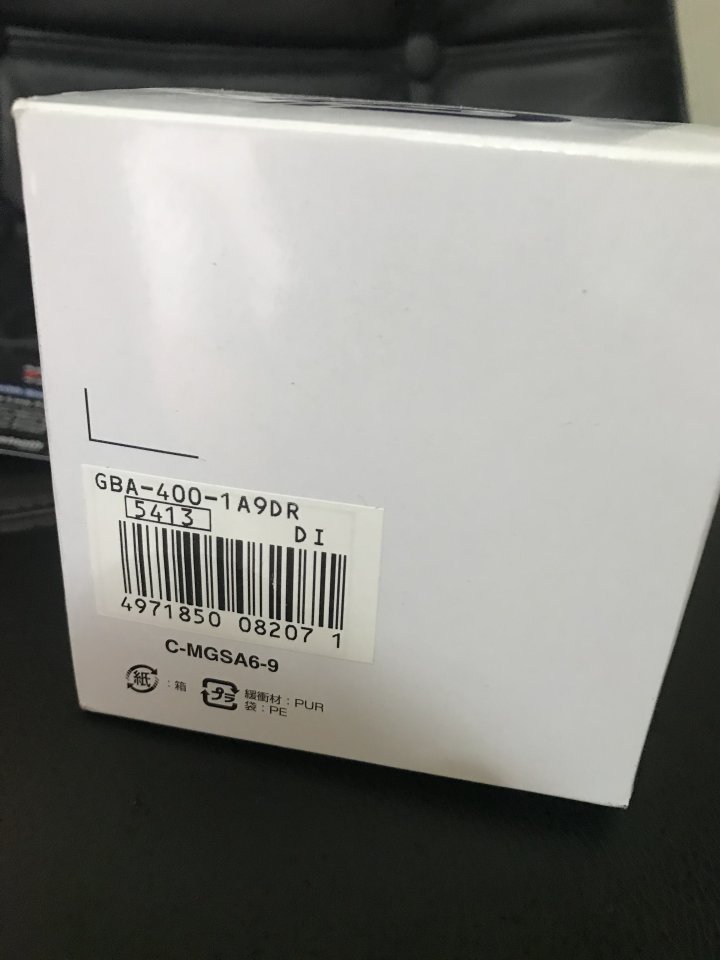 GBA-400-1A9DR
5413
DI
4971850 08207 1
C-MGSA6-9
紙 : 箱
プラ 緩衝材 : PUR
袋 : PE